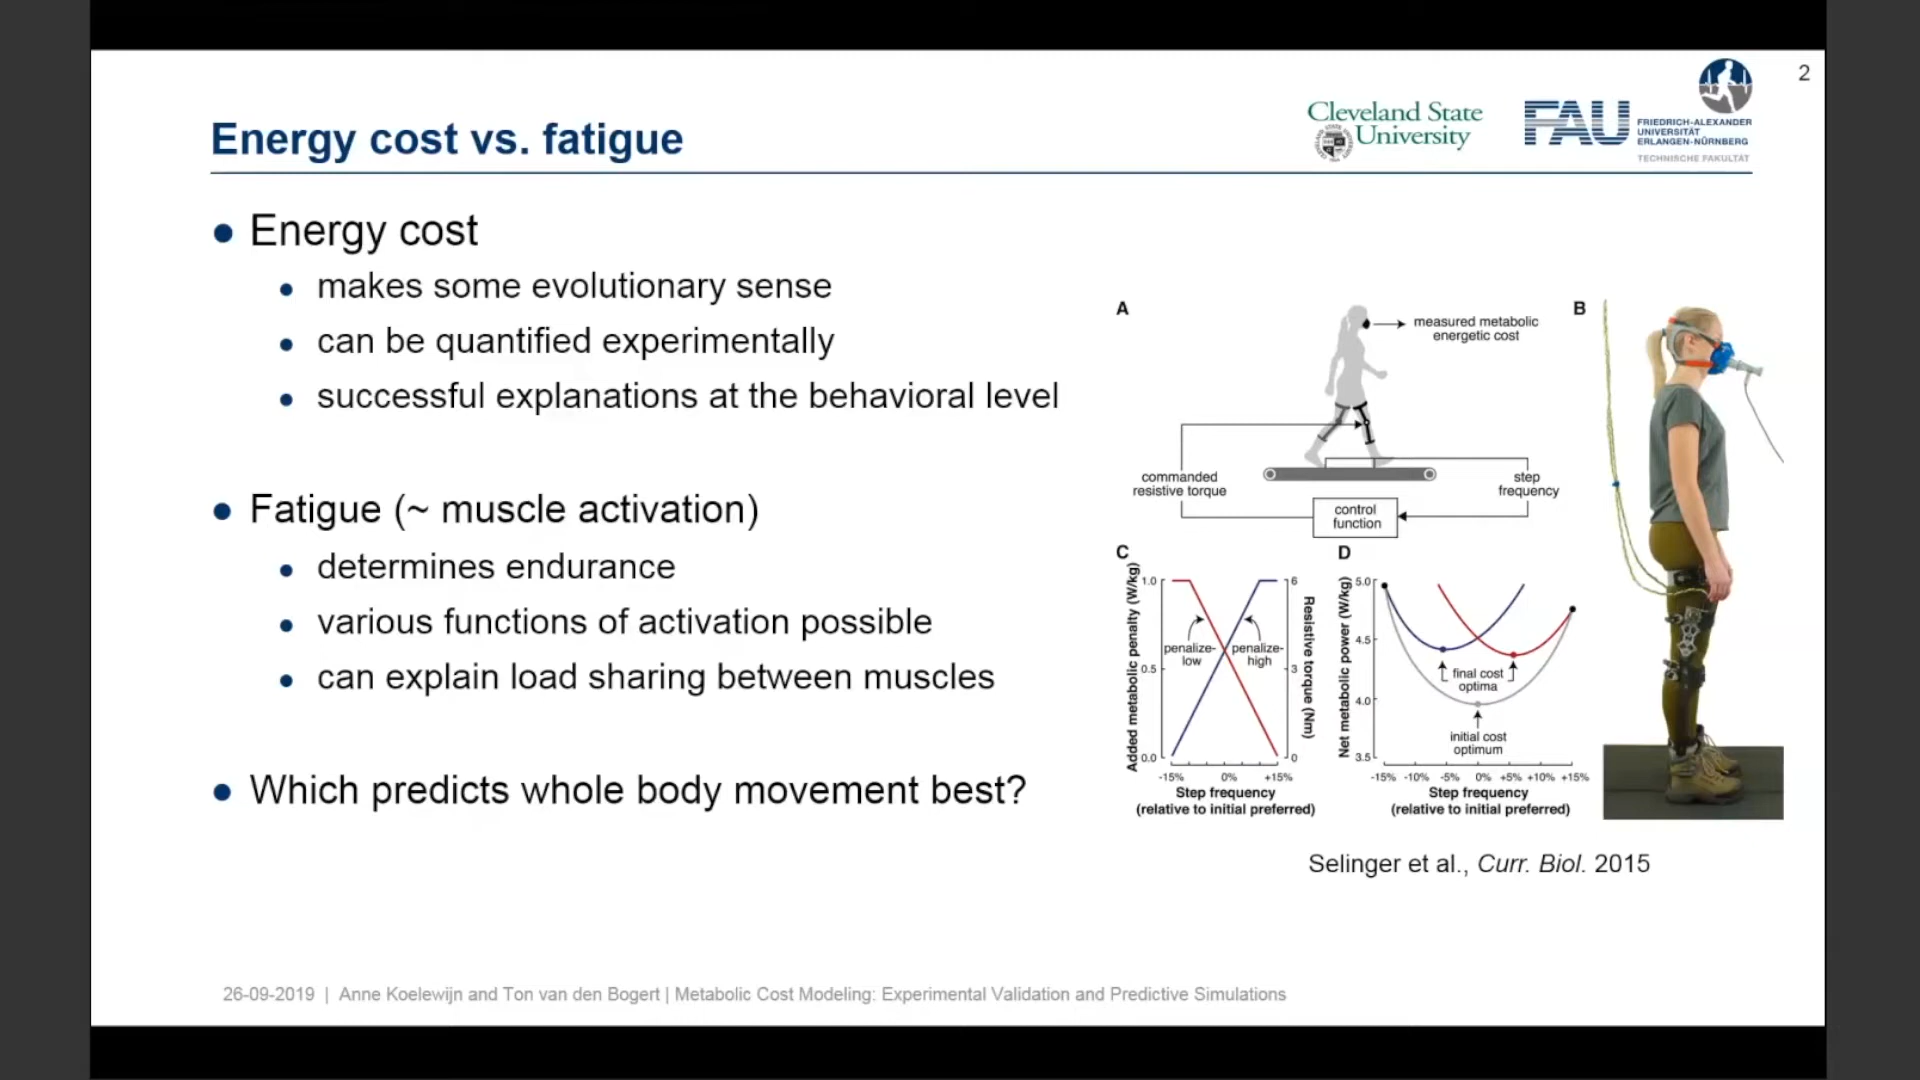 2
Cleveland State
University
FAU
FRIEDRICH-ALEXANDER
UNIVERSITÄT
ERLANGEN-NÜRNBERG
TECHNISCHE FAKULTÄT
Energy cost vs. fatigue
● Energy cost
● makes some evolutionary sense
● can be quantified experimentally
● successful explanations at the behavioral level
● Fatigue (~ muscle activation)
● determines endurance
● various functions of activation possible
● can explain load sharing between muscles
● Which predicts whole body movement best?
A
measured metabolic
energetic cost
commanded
resistive torque
step
frequency
control
function
B
C
Added metabolic penalty (W/kg)
1.0
0.5
0.0
penalize-
low
penalize-
high
6
3
0
Resistive torque (Nm)
-15% 0% +15%
Step frequency
(relative to initial preferred)
D
Net metabolic power (W/kg)
5.0
4.5
4.0
3.5
final cost
optima
initial cost
optimum
-15% -10% -5% 0% +5% +10% +15%
Step frequency
(relative to initial preferred)
Selinger et al., Curr. Biol. 2015
26-09-2019 | Anne Koelewijn and Ton van den Bogert | Metabolic Cost Modeling: Experimental Validation and Predictive Simulations